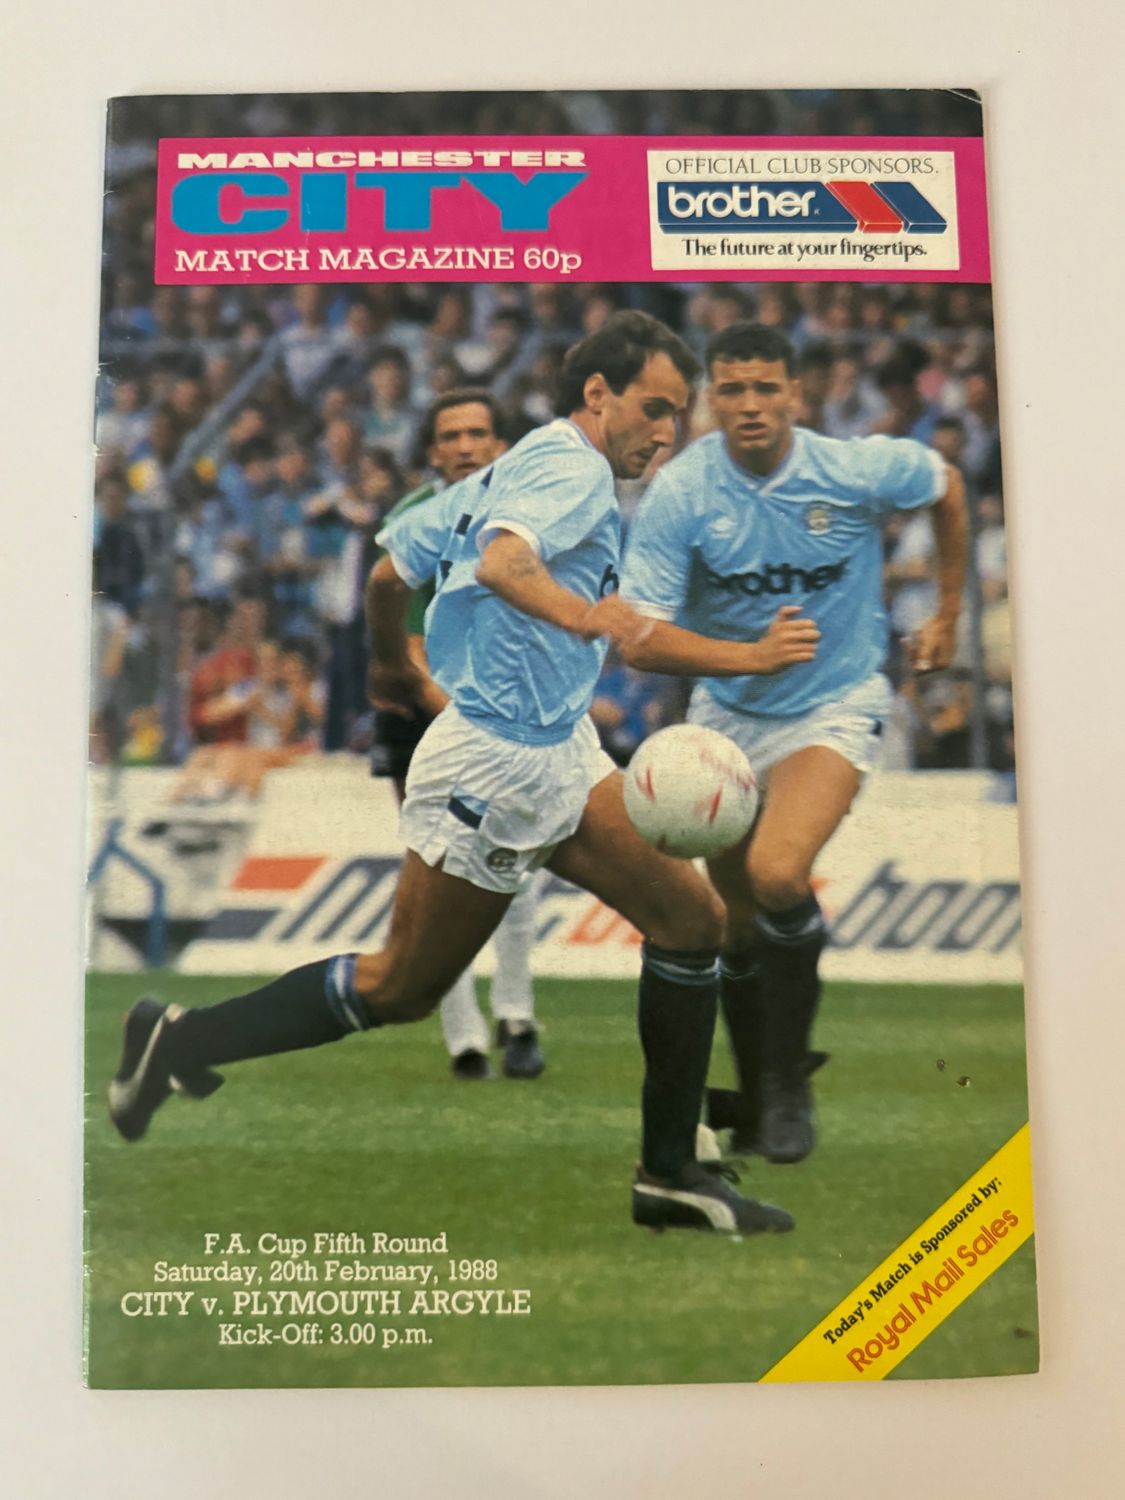 MANCHESTER
CITY
MATCH MAGAZINE 60p
OFFICIAL CLUB SPONSORS.
brother
The future at your fingertips.
brother
F.A. Cup Fifth Round
Saturday, 20th February, 1988
CITY v. PLYMOUTH ARGYLE
Kick-Off: 3.00 p.m.
Today's Match is Sponsored by:
Royal Mail Sales